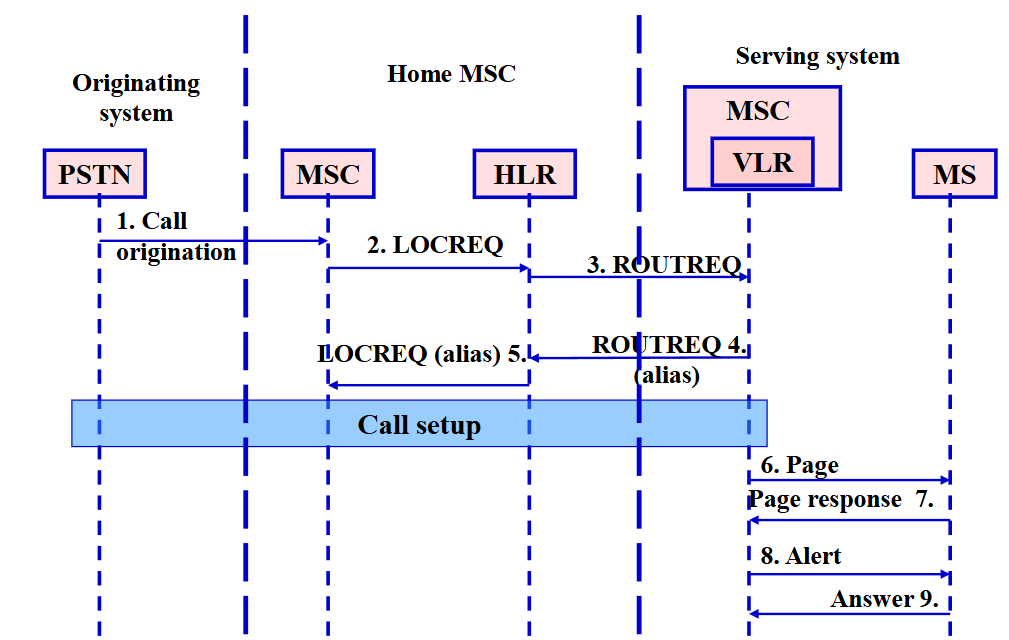 Originating
system
Home MSC
Serving system
PSTN
MSC
HLR
MSC
VLR
MS
1. Call
origination
2. LOCREQ
3. ROUTREQ
ROUTREQ 4.
(alias)
LOCREQ (alias) 5.
Call setup
6. Page
Page response 7.
8. Alert
Answer 9.